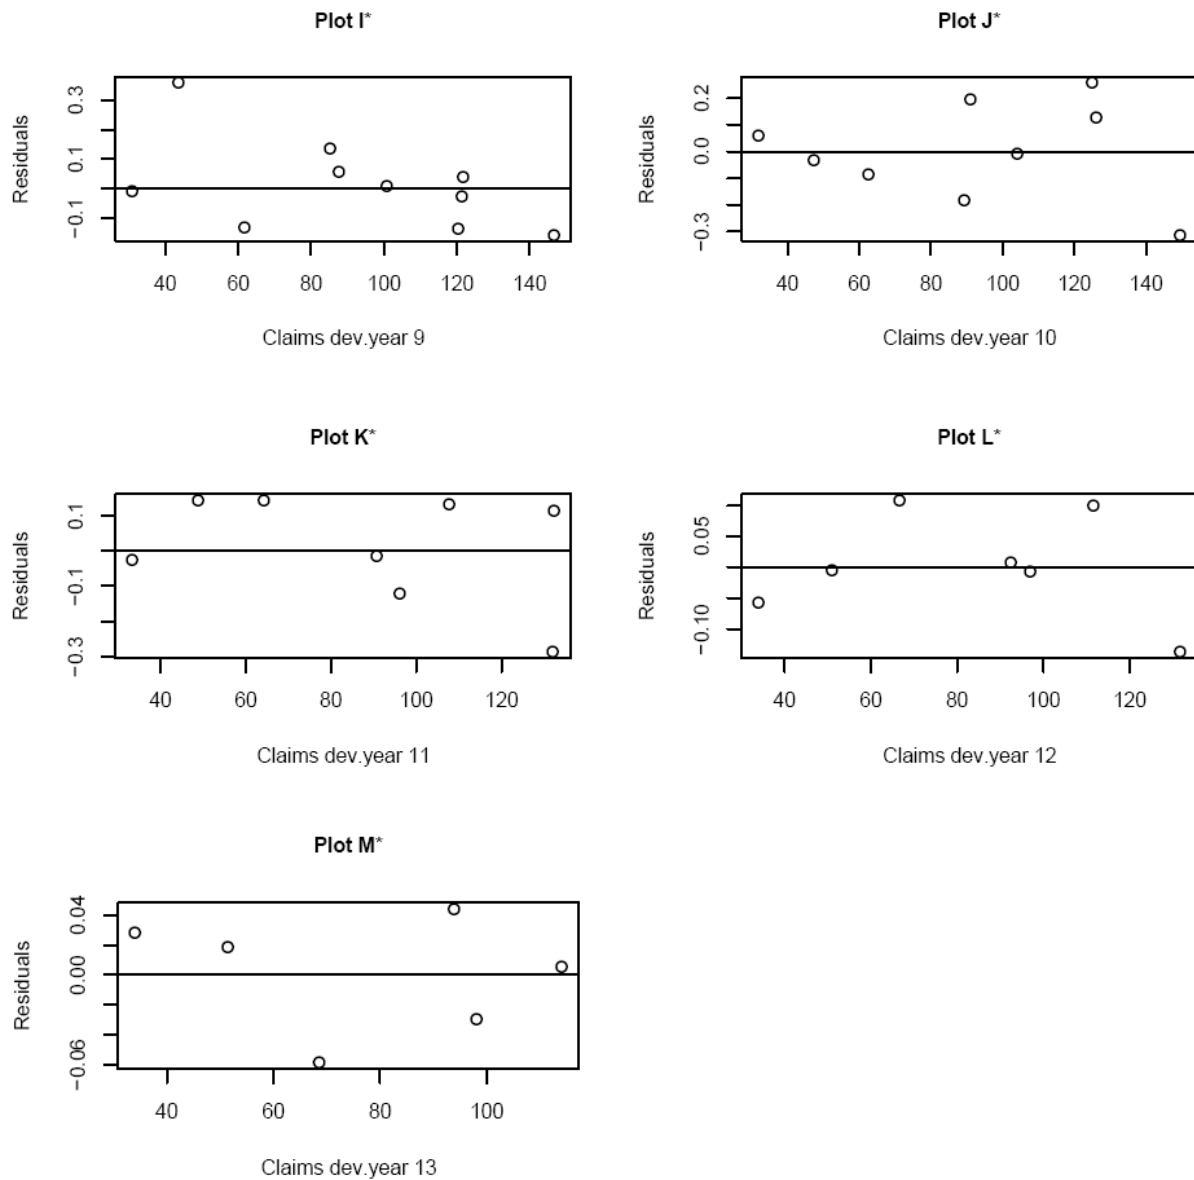 Plot I*
Residuals
0.3
0.1
−0.1
40 60 80 100 120 140
Claims dev.year 9
Plot J*
Residuals
0.2
0.0
−0.3
40 60 80 100 120 140
Claims dev.year 10
Plot K*
Residuals
0.1
−0.1
−0.3
40 60 80 100 120
Claims dev.year 11
Plot L*
Residuals
0.05
−0.10
40 60 80 100 120
Claims dev.year 12
Plot M*
Residuals
0.04
0.00
−0.06
40 60 80 100
Claims dev.year 13